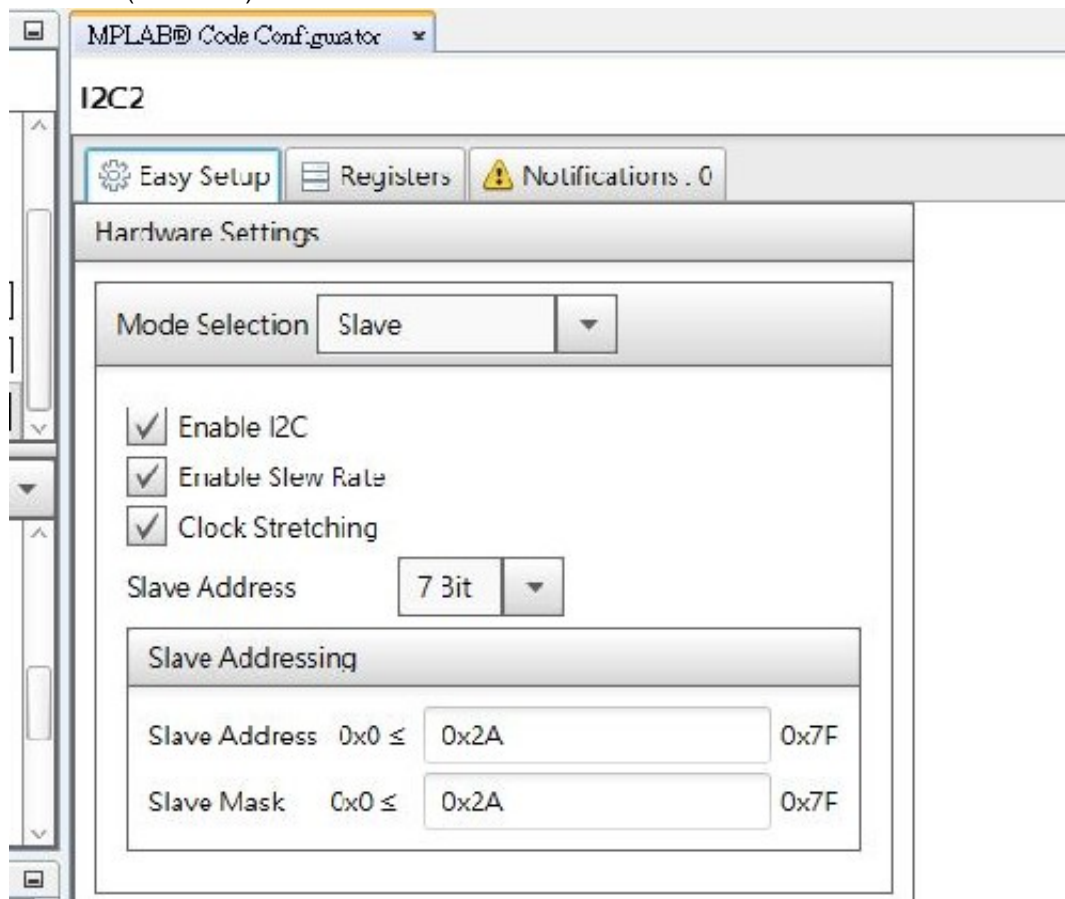 MPLAB® Code Configurator
I2C2
Easy Setup Registers Notifications : 0
Hardware Settings
Mode Selection Slave
Enable I2C
Enable Slew Rate
Clock Stretching
Slave Address 7 Bit
Slave Addressing
Slave Address 0x0 ≤ 0x2A 0x7F
Slave Mask 0x0 ≤ 0x2A 0x7F